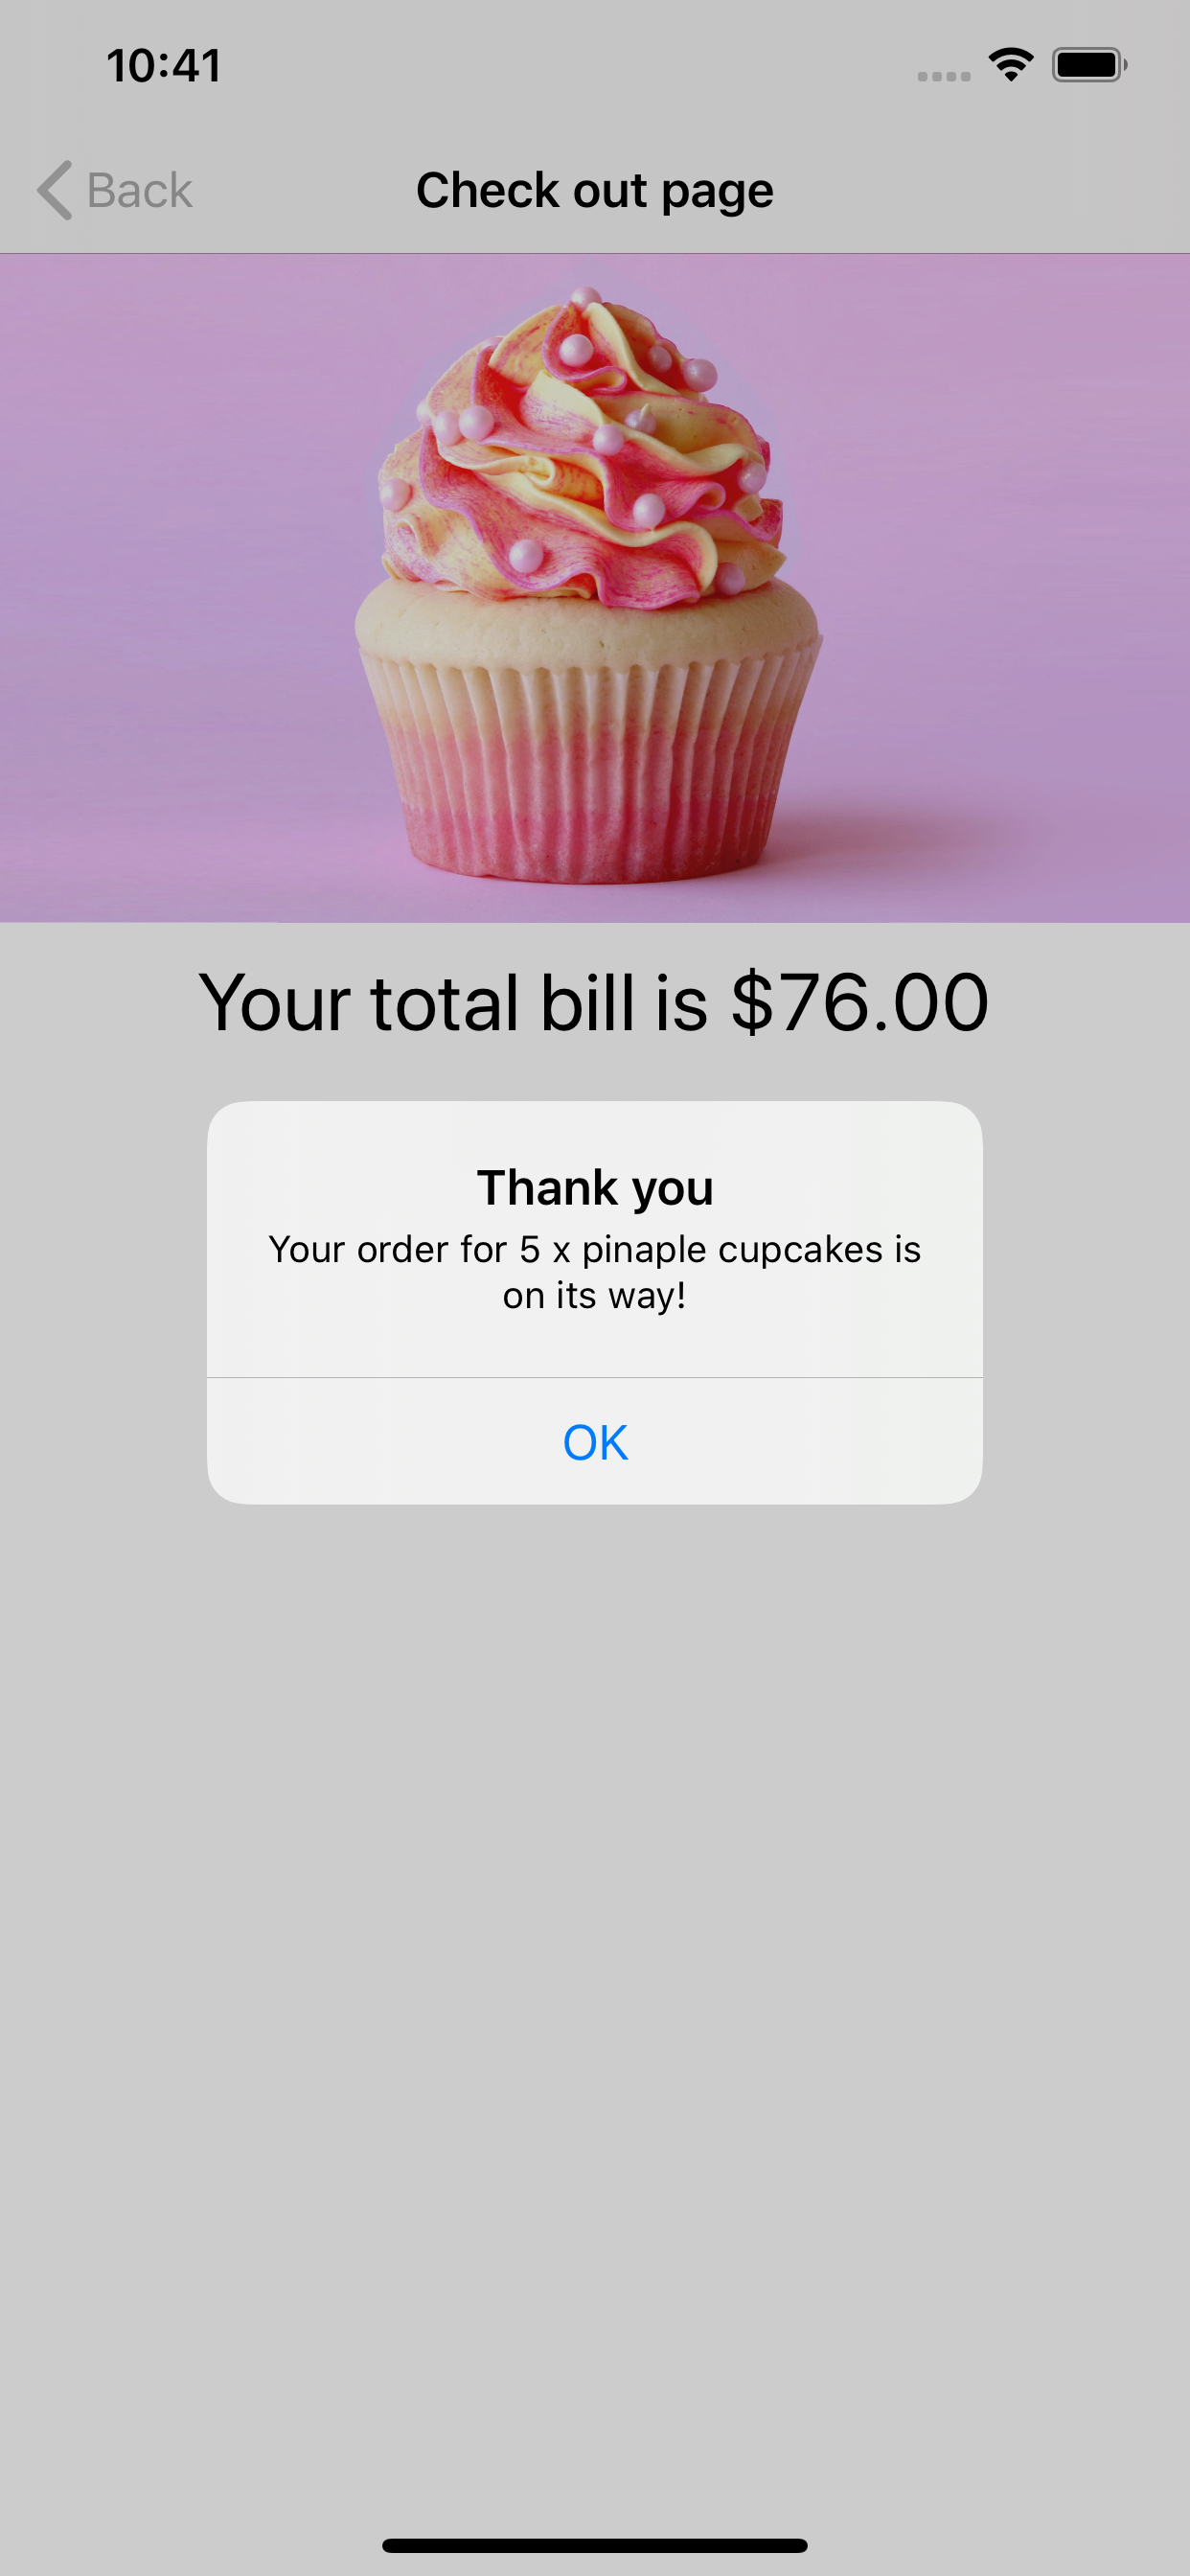 10:41
Back
Check out page
Your total bill is $76.00
Thank you
Your order for 5 x pinaple cupcakes is
on its way!
OK